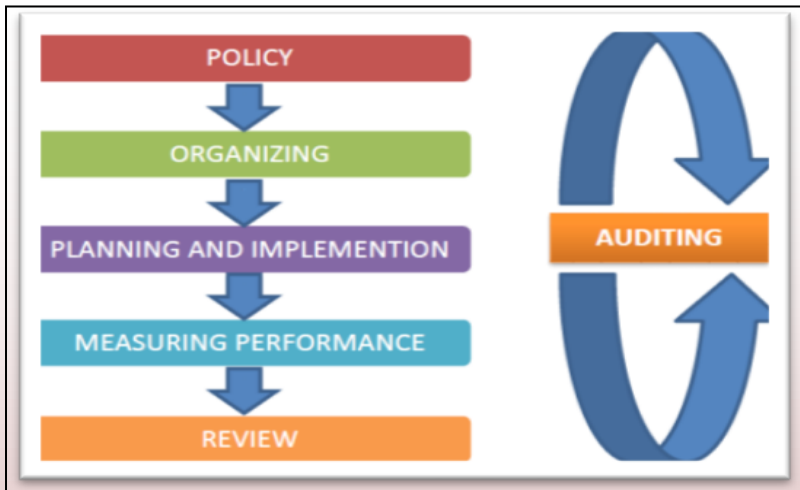 POLICY
ORGANIZING
PLANNING AND IMPLEMENTION
MEASURING PERFORMANCE
REVIEW
AUDITING